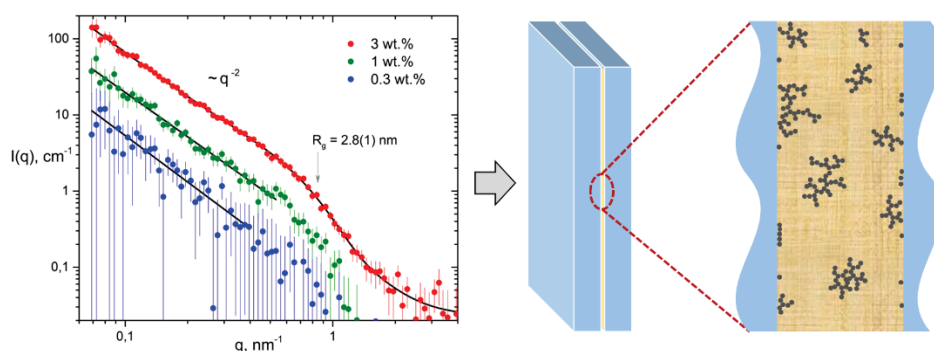 100
10
1
0,1
I(q), cm⁻¹
~q⁻²
3 wt.%
1 wt.%
0.3 wt.%
R_g = 2.8(1) nm
0,1
1
q, nm⁻¹